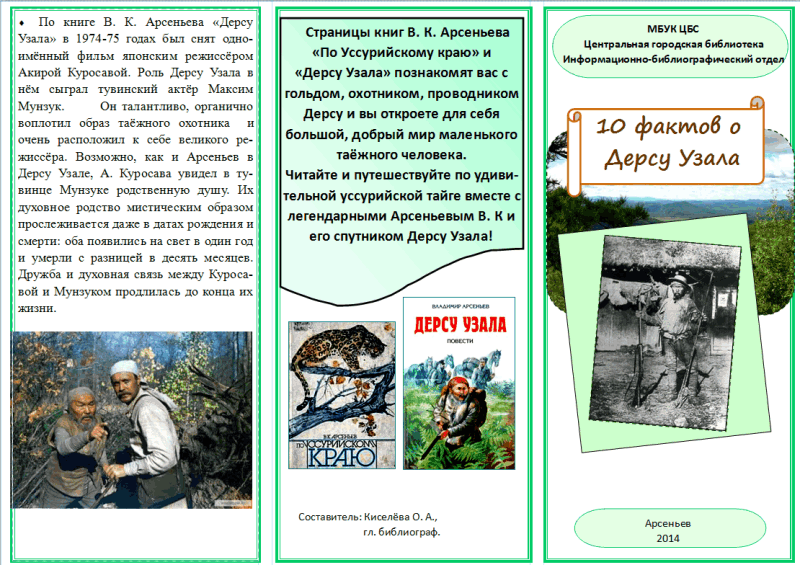 ♦ По книге В. К. Арсеньева «Дерсу
Узала» в 1974-75 годах был снят одно-
имённый фильм японским режиссёром
Акирой Куросавой. Роль Дерсу Узала в
нём сыграл тувинский актёр Максим
Мунзук. Он талантливо, органично
воплотил образ таёжного охотника и
очень расположил к себе великого ре-
жиссёра. Возможно, как и Арсеньев в
Дерсу Узале, А. Куросава увидел в ту-
винце Мунзуке родственную душу. Их
духовное родство мистическим образом
прослеживается даже в датах рождения и
смерти: оба появились на свет в один год
и умерли с разницей в десять месяцев.
Дружба и духовная связь между Куроса-
вой и Мунзуком продлилась до конца их
жизни.
Страницы книг В. К. Арсеньева
«По Уссурийскому краю» и
«Дерсу Узала» познакомят вас с
гольдом, охотником, проводником
Дерсу и вы откроете для себя
большой, добрый мир маленького
таёжного человека.
Читайте и путешествуйте по удиви-
тельной уссурийской тайге вместе с
легендарными Арсеньевым В. К и
его спутником Дерсу Узала!
В.К.АРСЕНЬЕВ
ПО УССУРИЙСКОМУ
КРАЮ
ВЛАДИМИР АРСЕНЬЕВ
ДЕРСУ УЗАЛА
ПОВЕСТИ
Составитель: Киселёва О. А.,
гл. библиограф.
МБУК ЦБС
Центральная городская библиотека
Информационно-библиографический отдел
10 фактов о
Дерсу Узала
Арсеньев
2014